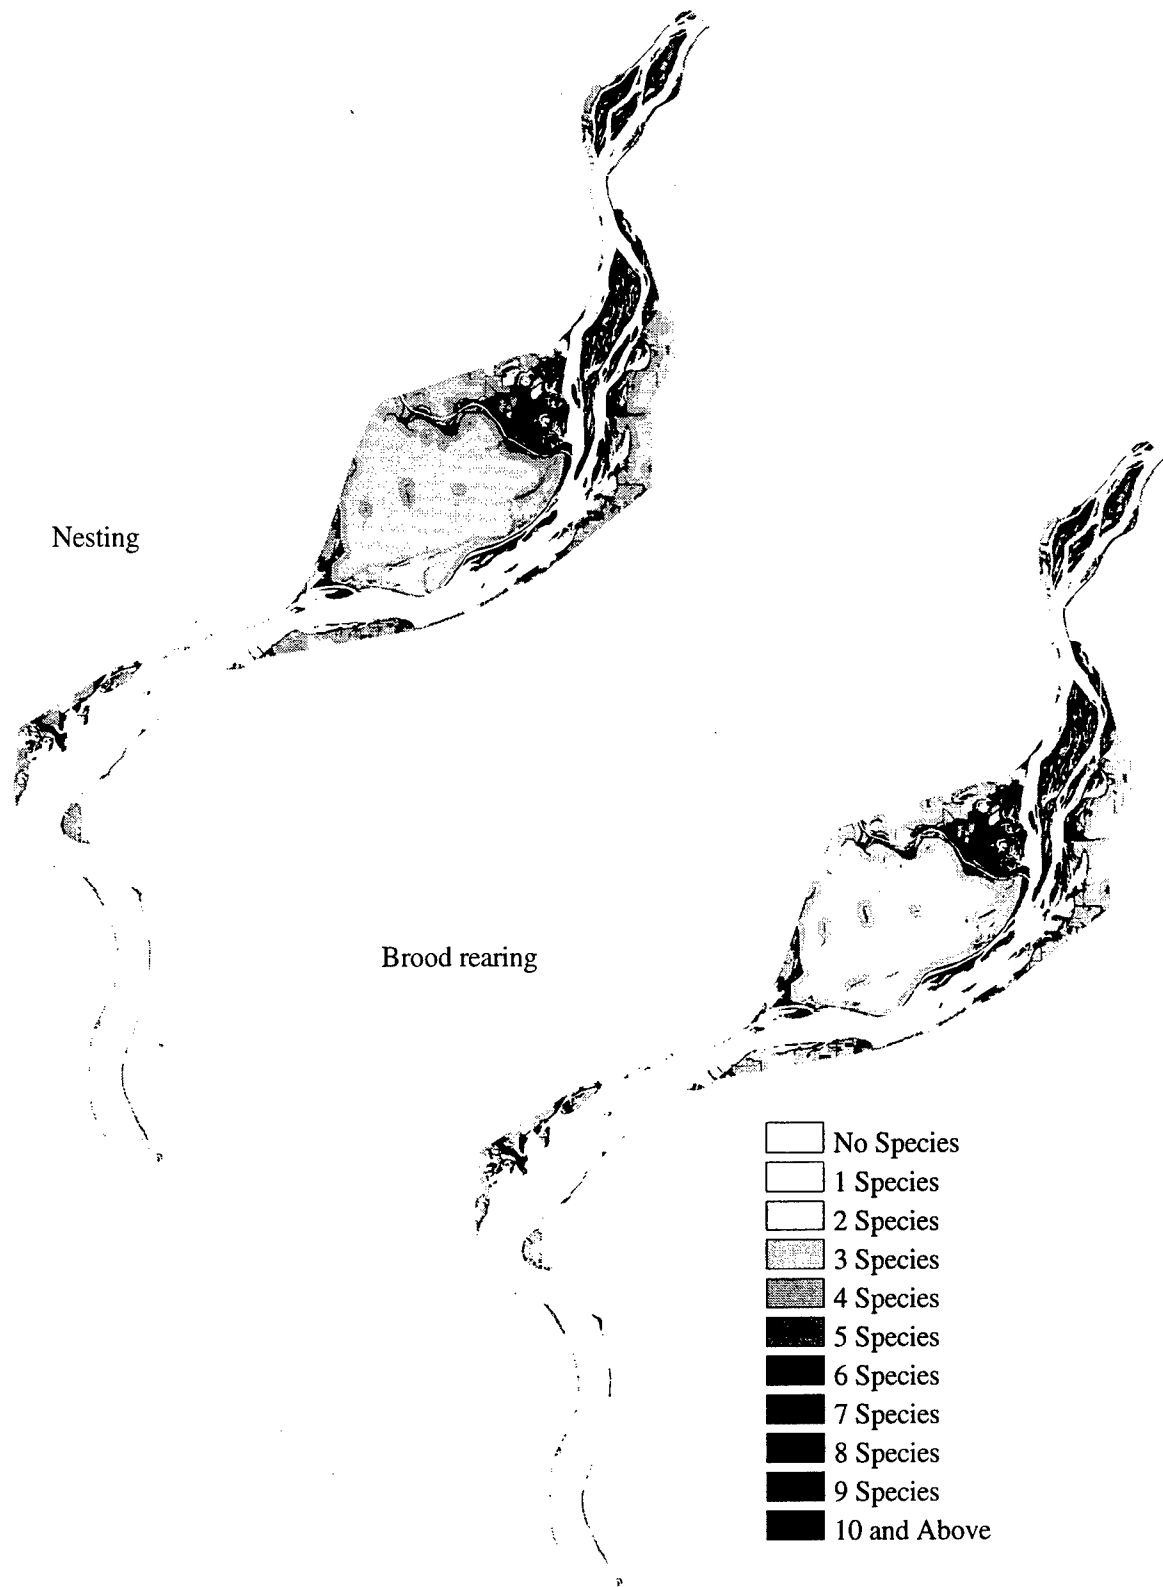 Nesting
Brood rearing
No Species
1 Species
2 Species
3 Species
4 Species
5 Species
6 Species
7 Species
8 Species
9 Species
10 and Above